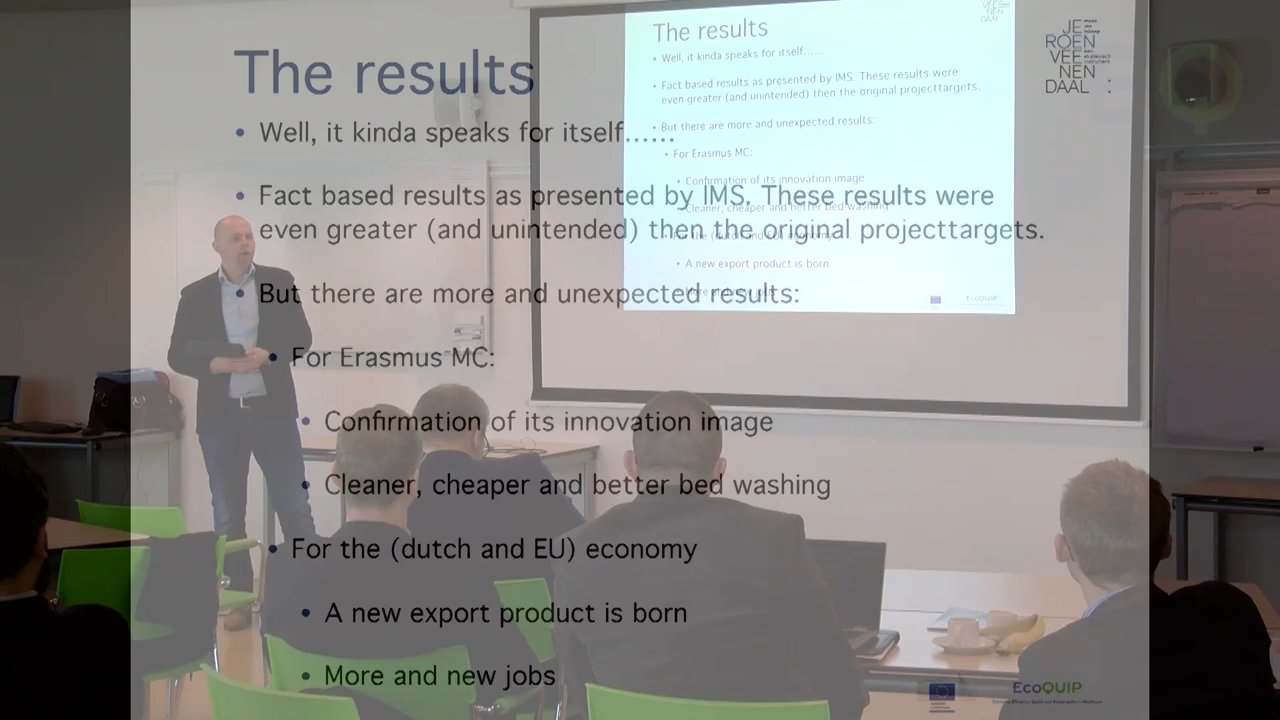 The results
• Well, it kinda speaks for itself......
• Fact based results as presented by IMS. These results were
even greater (and unintended) then the original projecttargets.
• But there are more and unexpected results:
• For Erasmus MC:
• Confirmation of its innovation image
• Cleaner, cheaper and better bed washing
• For the (dutch and EU) economy
• A new export product is born
• More and new jobs
JE
ROEN
VEE
NEN
DAAL
EcoQUIP
The results
• Well, it kinda speaks for itself......
• Fact based results as presented by IMS. These results were
even greater (and unintended) then the original projecttargets.
• But there are more and unexpected results:
• For Erasmus MC:
• Confirmation of its innovation image
• Cleaner, cheaper and better bed washing
• A new export product is born
VEE
NEN
DAAL
EcoQUIP